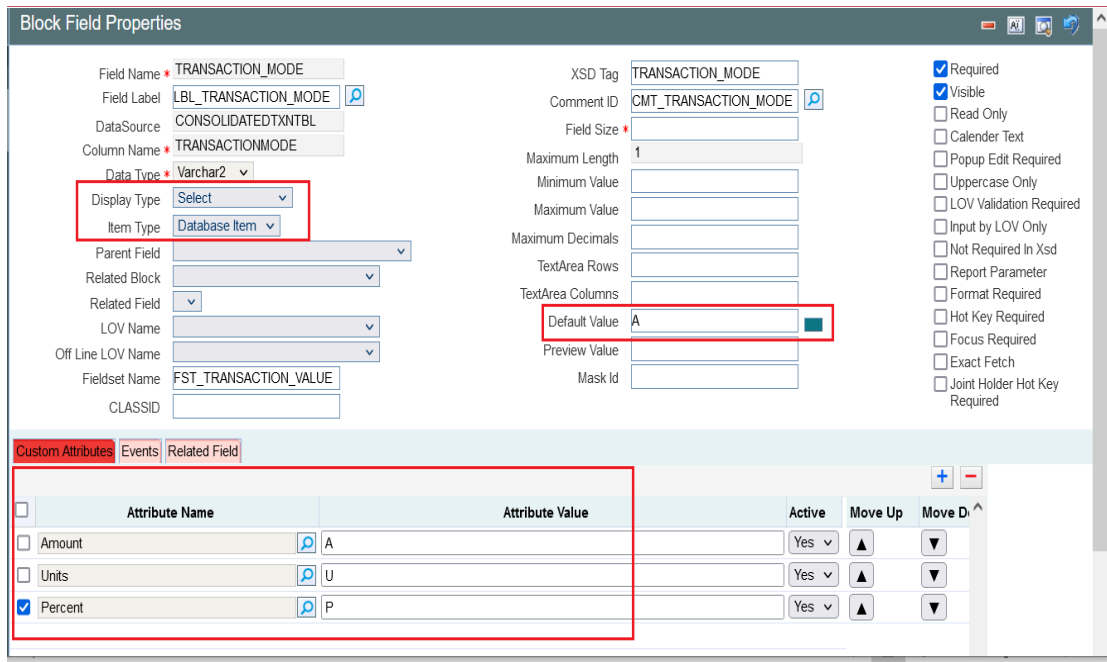 Block Field Properties
Field Name * TRANSACTION_MODE
Field Label LBL_TRANSACTION_MODE
DataSource CONSOLIDATEDTXNTBL
Column Name * TRANSACTIONMODE
Data Type * Varchar2
Display Type Select
Item Type Database Item
Parent Field
Related Block
Related Field
LOV Name
Off Line LOV Name
Fieldset Name FST_TRANSACTION_VALUE
CLASSID
XSD Tag TRANSACTION_MODE
Comment ID CMT_TRANSACTION_MODE
Field Size *
Maximum Length 1
Minimum Value
Maximum Value
Maximum Decimals
TextArea Rows
TextArea Columns
Default Value A
Preview Value
Mask Id
Required
Visible
Read Only
Calender Text
Popup Edit Required
Uppercase Only
LOV Validation Required
Input by LOV Only
Not Required In Xsd
Report Parameter
Format Required
Hot Key Required
Focus Required
Exact Fetch
Joint Holder Hot Key
Required
Custom Attributes Events Related Field
Attribute Name Attribute Value Active Move Up Move D
Amount A Yes
Units U Yes
Percent P Yes